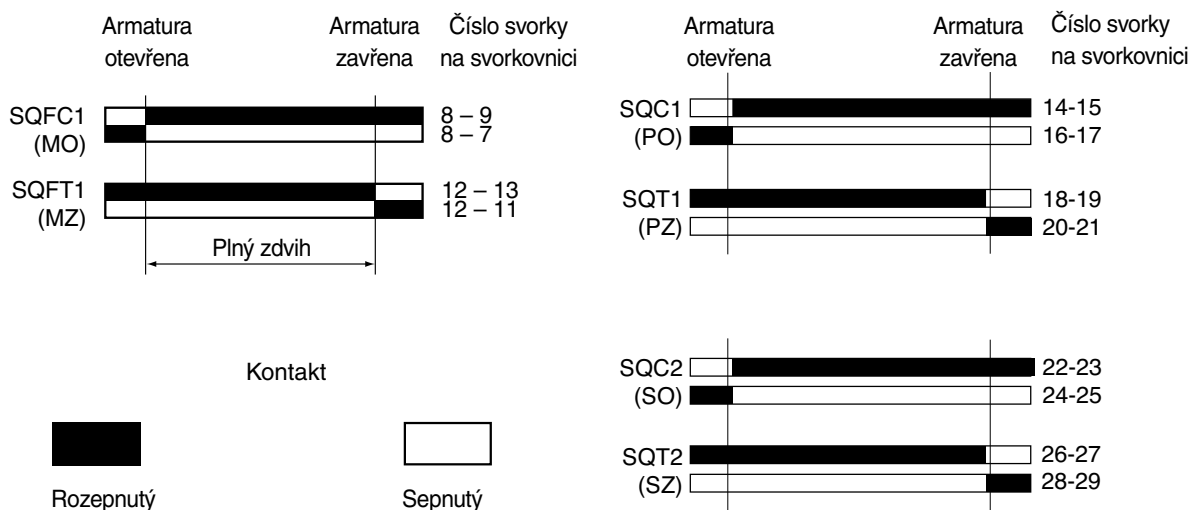 Armatura otevřena
Armatura zavřena
Číslo svorky na svorkovnici
SQFC1 8 – 9
(MO) 8 – 7
SQFT1 12 – 13
(MZ) 12 – 11
Plný zdvih
Kontakt
Rozepnutý
Sepnutý
Armatura otevřena
Armatura zavřena
Číslo svorky na svorkovnici
SQC1 14-15
(PO) 16-17
SQT1 18-19
(PZ) 20-21
SQC2 22-23
(SO) 24-25
SQT2 26-27
(SZ) 28-29